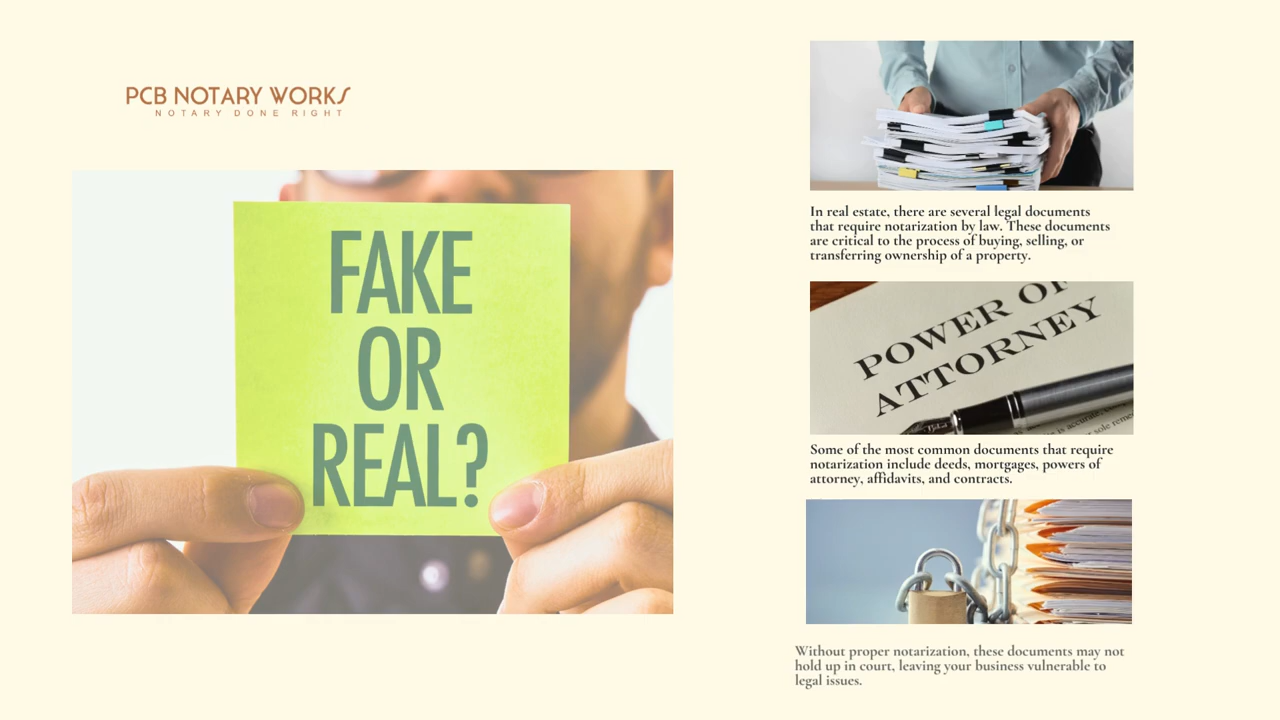 PCB NOTARY WORKS
NOTARY DONE RIGHT
FAKE
OR
REAL?
In real estate, there are several legal documents
that require notarization by law. These documents
are critical to the process of buying, selling, or
transferring ownership of a property.
POWER OF
ATTORNEY
Some of the most common documents that require
notarization include deeds, mortgages, powers of
attorney, affidavits, and contracts.
Without proper notarization, these documents may not
hold up in court, leaving your business vulnerable to
legal issues.